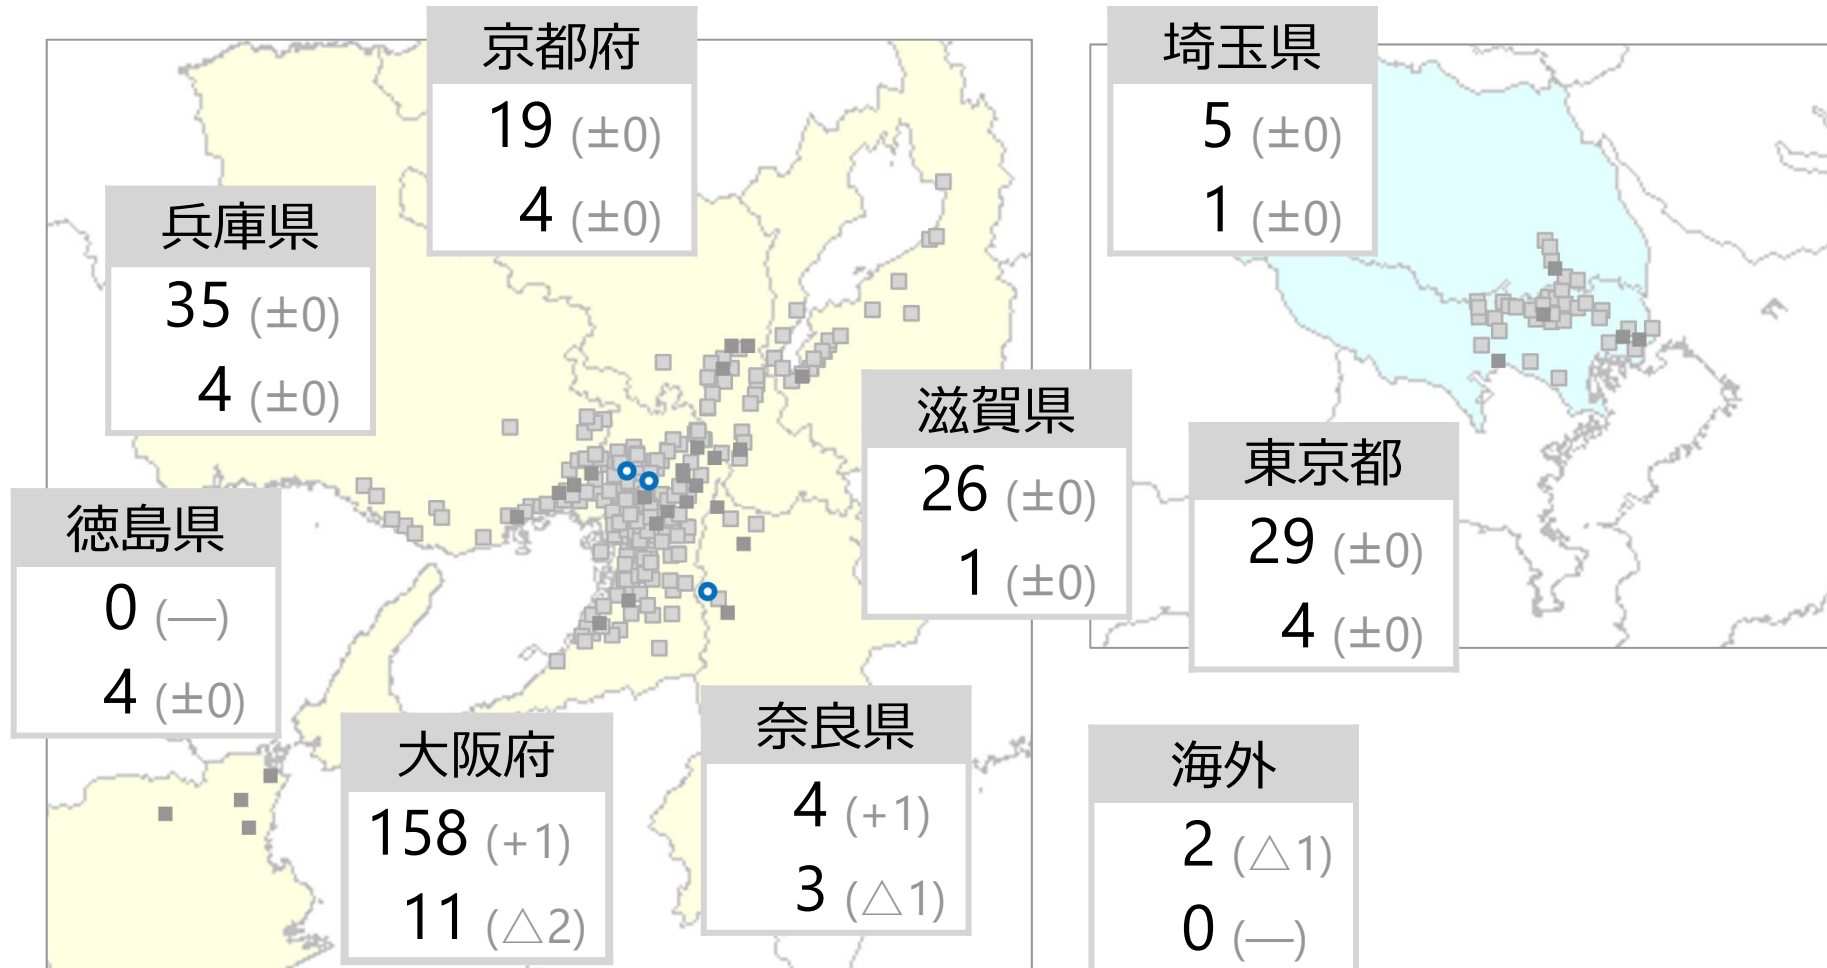 京都府
19 (±0)
4 (±0)
埼玉県
5 (±0)
1 (±0)
兵庫県
35 (±0)
4 (±0)
滋賀県
26 (±0)
1 (±0)
東京都
29 (±0)
4 (±0)
徳島県
0 (―)
4 (±0)
大阪府
158 (+1)
11 (△2)
奈良県
4 (+1)
3 (△1)
海外
2 (△1)
0 (―)